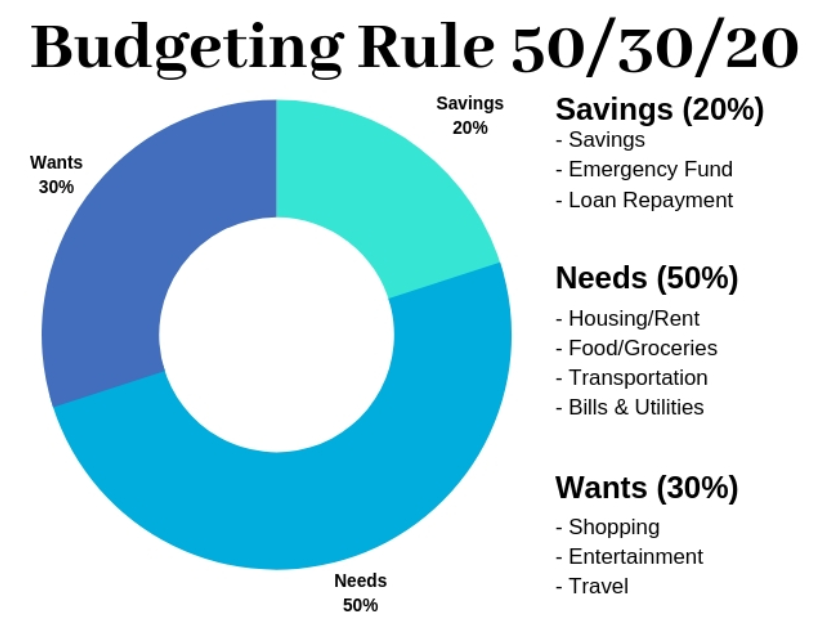 Budgeting Rule 50/30/20
Savings
20%
Wants
30%
Needs
50%
Savings (20%)
- Savings
- Emergency Fund
- Loan Repayment
Needs (50%)
- Housing/Rent
- Food/Groceries
- Transportation
- Bills & Utilities
Wants (30%)
- Shopping
- Entertainment
- Travel